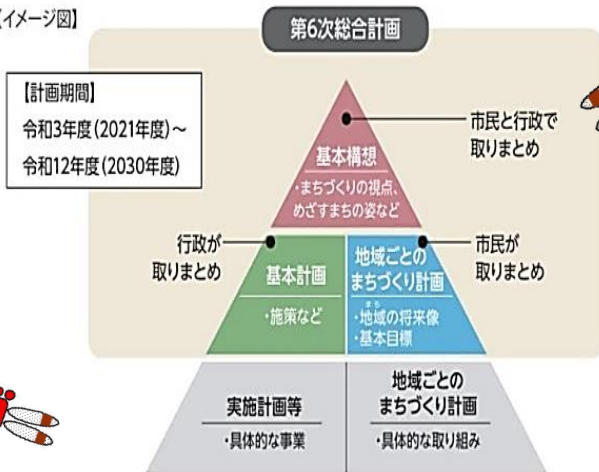 【イメージ図】
第6次総合計画
【計画期間】
令和3年度(2021年度)～
令和12年度(2030年度)
市民と行政で
取りまとめ
基本構想
・まちづくりの視点、
めざすまちの姿など
行政が
取りまとめ
市民が
取りまとめ
基本計画
・施策など
地域ごとの
まちづくり計画
まち
・地域の将来像
・基本目標
実施計画等
・具体的な事業
地域ごとの
まちづくり計画
・具体的な取り組み